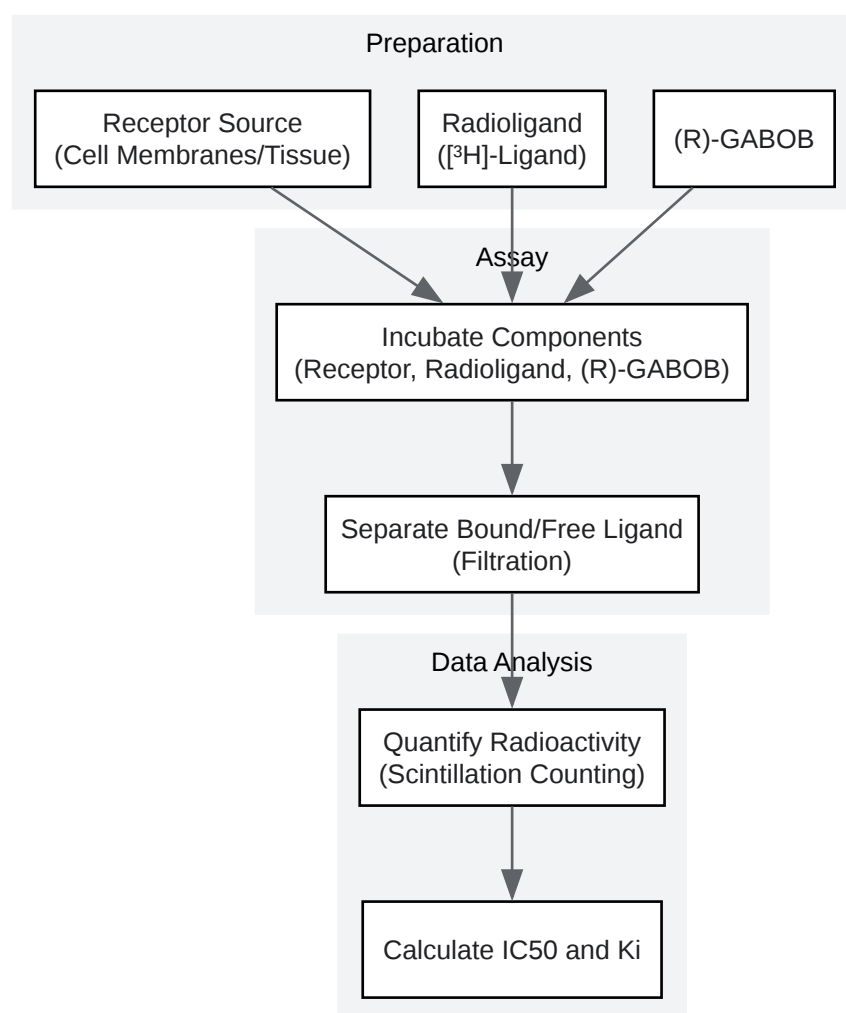 Preparation
Receptor Source
(Cell Membranes/Tissue)
Radioligand
([³H]-Ligand)
(R)-GABOB
Assay
Incubate Components
(Receptor, Radioligand, (R)-GABOB)
Separate Bound/Free Ligand
(Filtration)
Data Analysis
Quantify Radioactivity
(Scintillation Counting)
Calculate IC50 and Ki